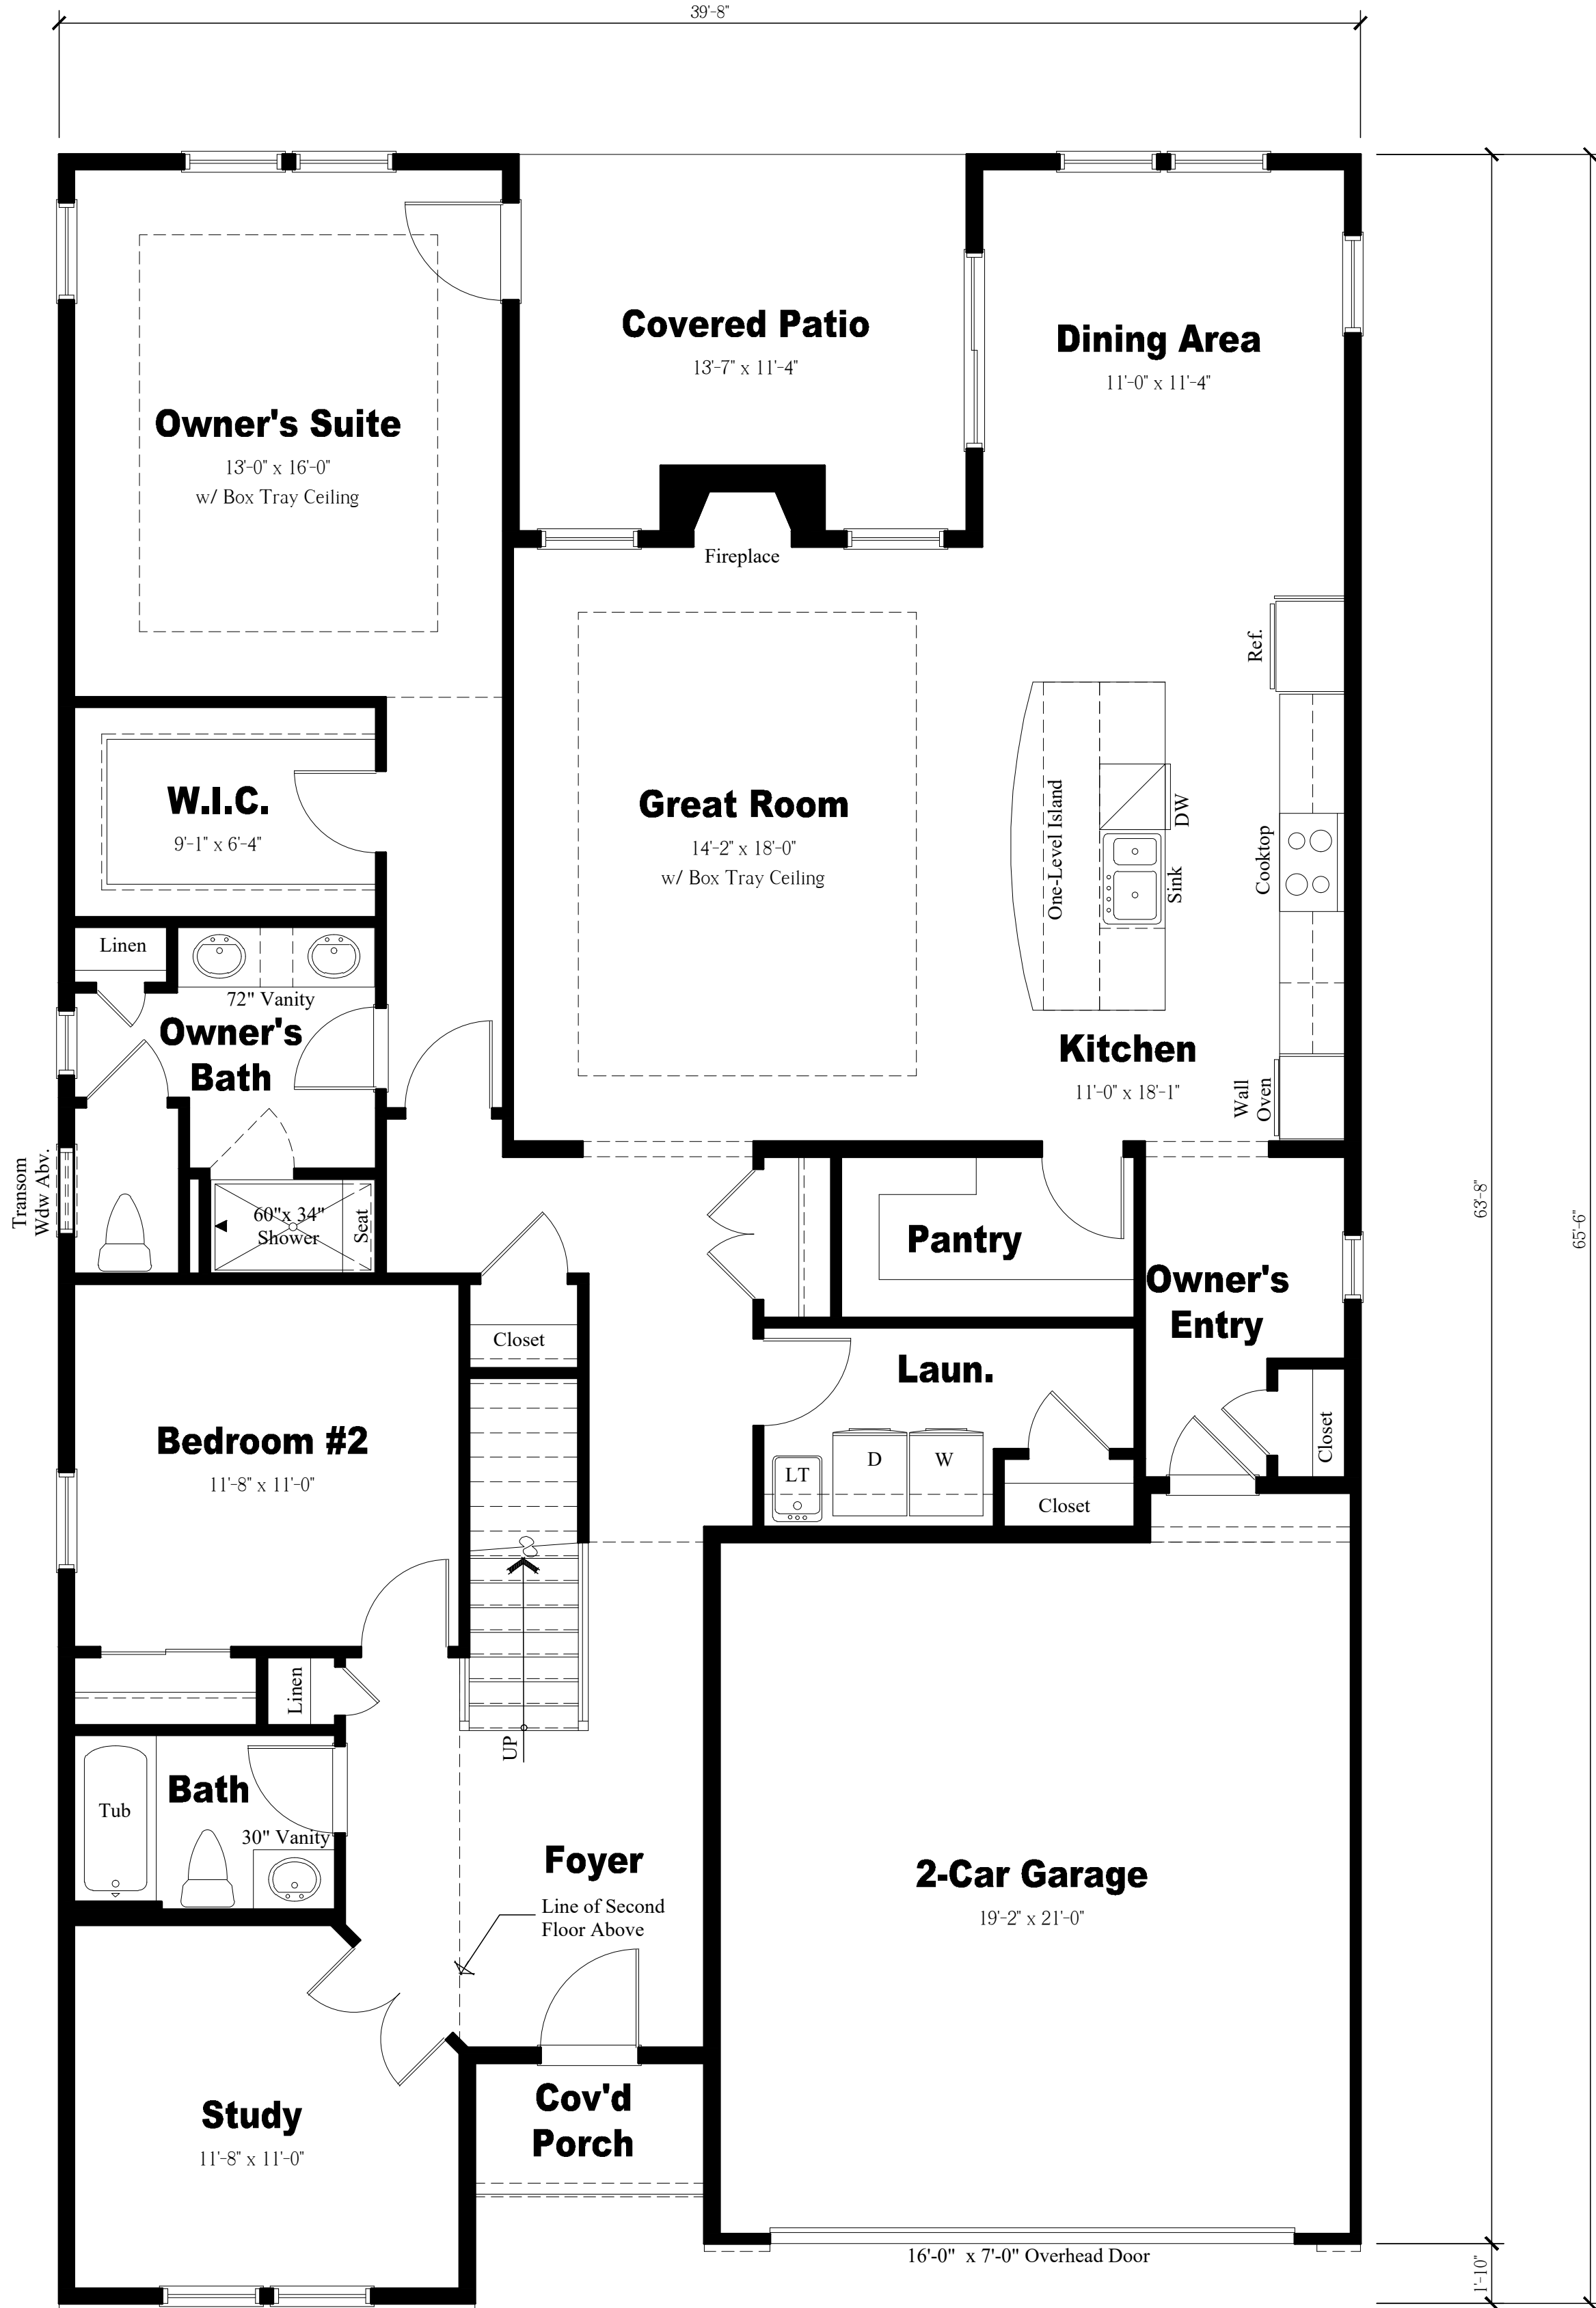 39'-8"
Covered Patio
13'-7" x 11'-4"
Dining Area
11'-0" x 11'-4"
Owner's Suite
13'-0" x 16'-0"
w/ Box Tray Ceiling
Fireplace
Ref.
W.I.C.
9'-1" x 6'-4"
Great Room
14'-2" x 18'-0"
w/ Box Tray Ceiling
One-Level Island
DW
Sink
Cooktop
Linen
72" Vanity
Owner's
Bath
Kitchen
11'-0" x 18'-1"
Wall
Oven
Transom
Wdw Abv.
60"x 34"
Shower
Seat
Pantry
Owner's
Entry
63'-8"
65'-6"
Closet
Laun.
Bedroom #2
11'-8" x 11'-0"
LT
D
W
Closet
Closet
8
UP
Linen
Bath
Tub
30" Vanity
Foyer
Line of Second
Floor Above
2-Car Garage
19'-2" x 21'-0"
Cov'd
Porch
Study
11'-8" x 11'-0"
16'-0" x 7'-0" Overhead Door
1'-10"